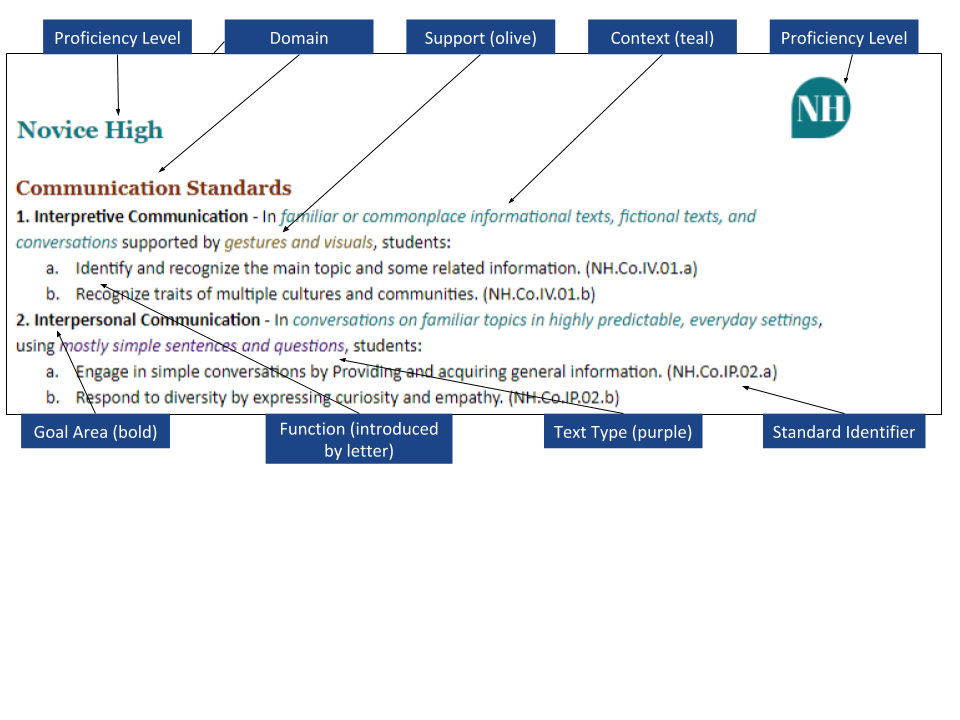 Proficiency Level
Domain
Support (olive)
Context (teal)
Proficiency Level
NH
Novice High
Communication Standards
1. Interpretive Communication - In familiar or commonplace informational texts, fictional texts, and
conversations supported by gestures and visuals, students:
a. Identify and recognize the main topic and some related information. (NH.Co.IV.01.a)
b. Recognize traits of multiple cultures and communities. (NH.Co.IV.01.b)
2. Interpersonal Communication - In conversations on familiar topics in highly predictable, everyday settings,
using mostly simple sentences and questions, students:
a. Engage in simple conversations by Providing and acquiring general information. (NH.Co.IP.02.a)
b. Respond to diversity by expressing curiosity and empathy. (NH.Co.IP.02.b)
Goal Area (bold)
Function (introduced
by letter)
Text Type (purple)
Standard Identifier